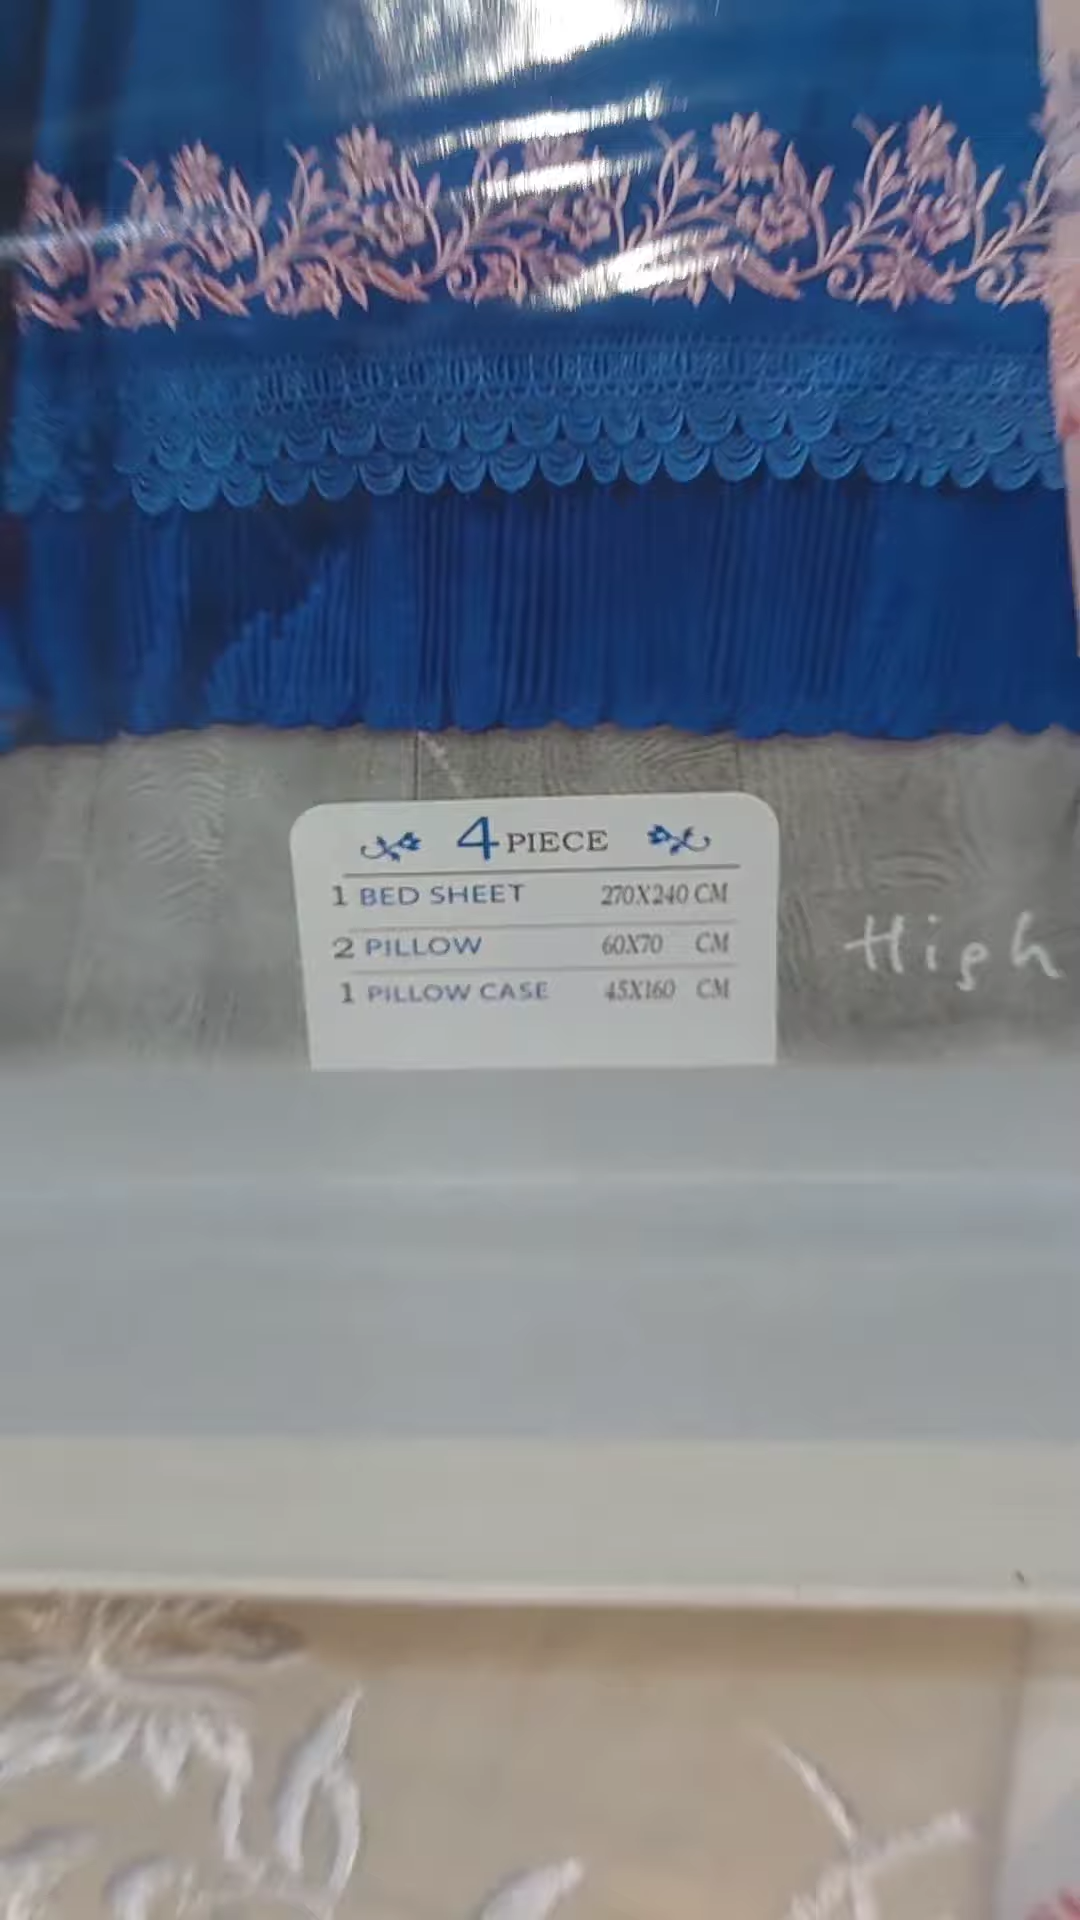 4 PIECE
1 BED SHEET 270X240 CM
2 PILLOW 60X70 CM
1 PILLOW CASE 45X160 CM
High